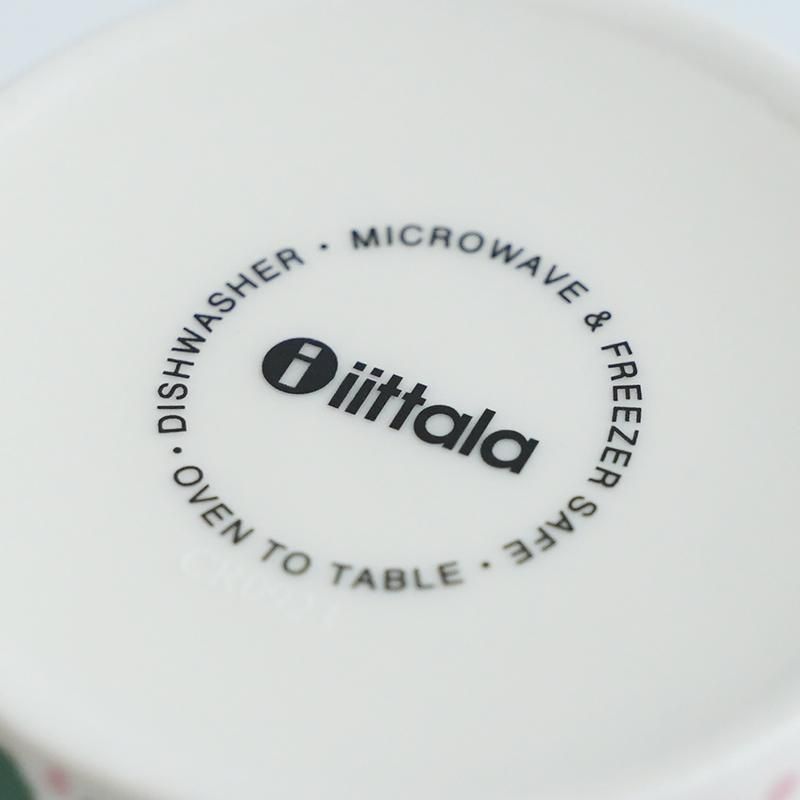 DISHWASHER • MICROWAVE & FREEZER SAFE •
i iittala
OVEN TO TABLE •